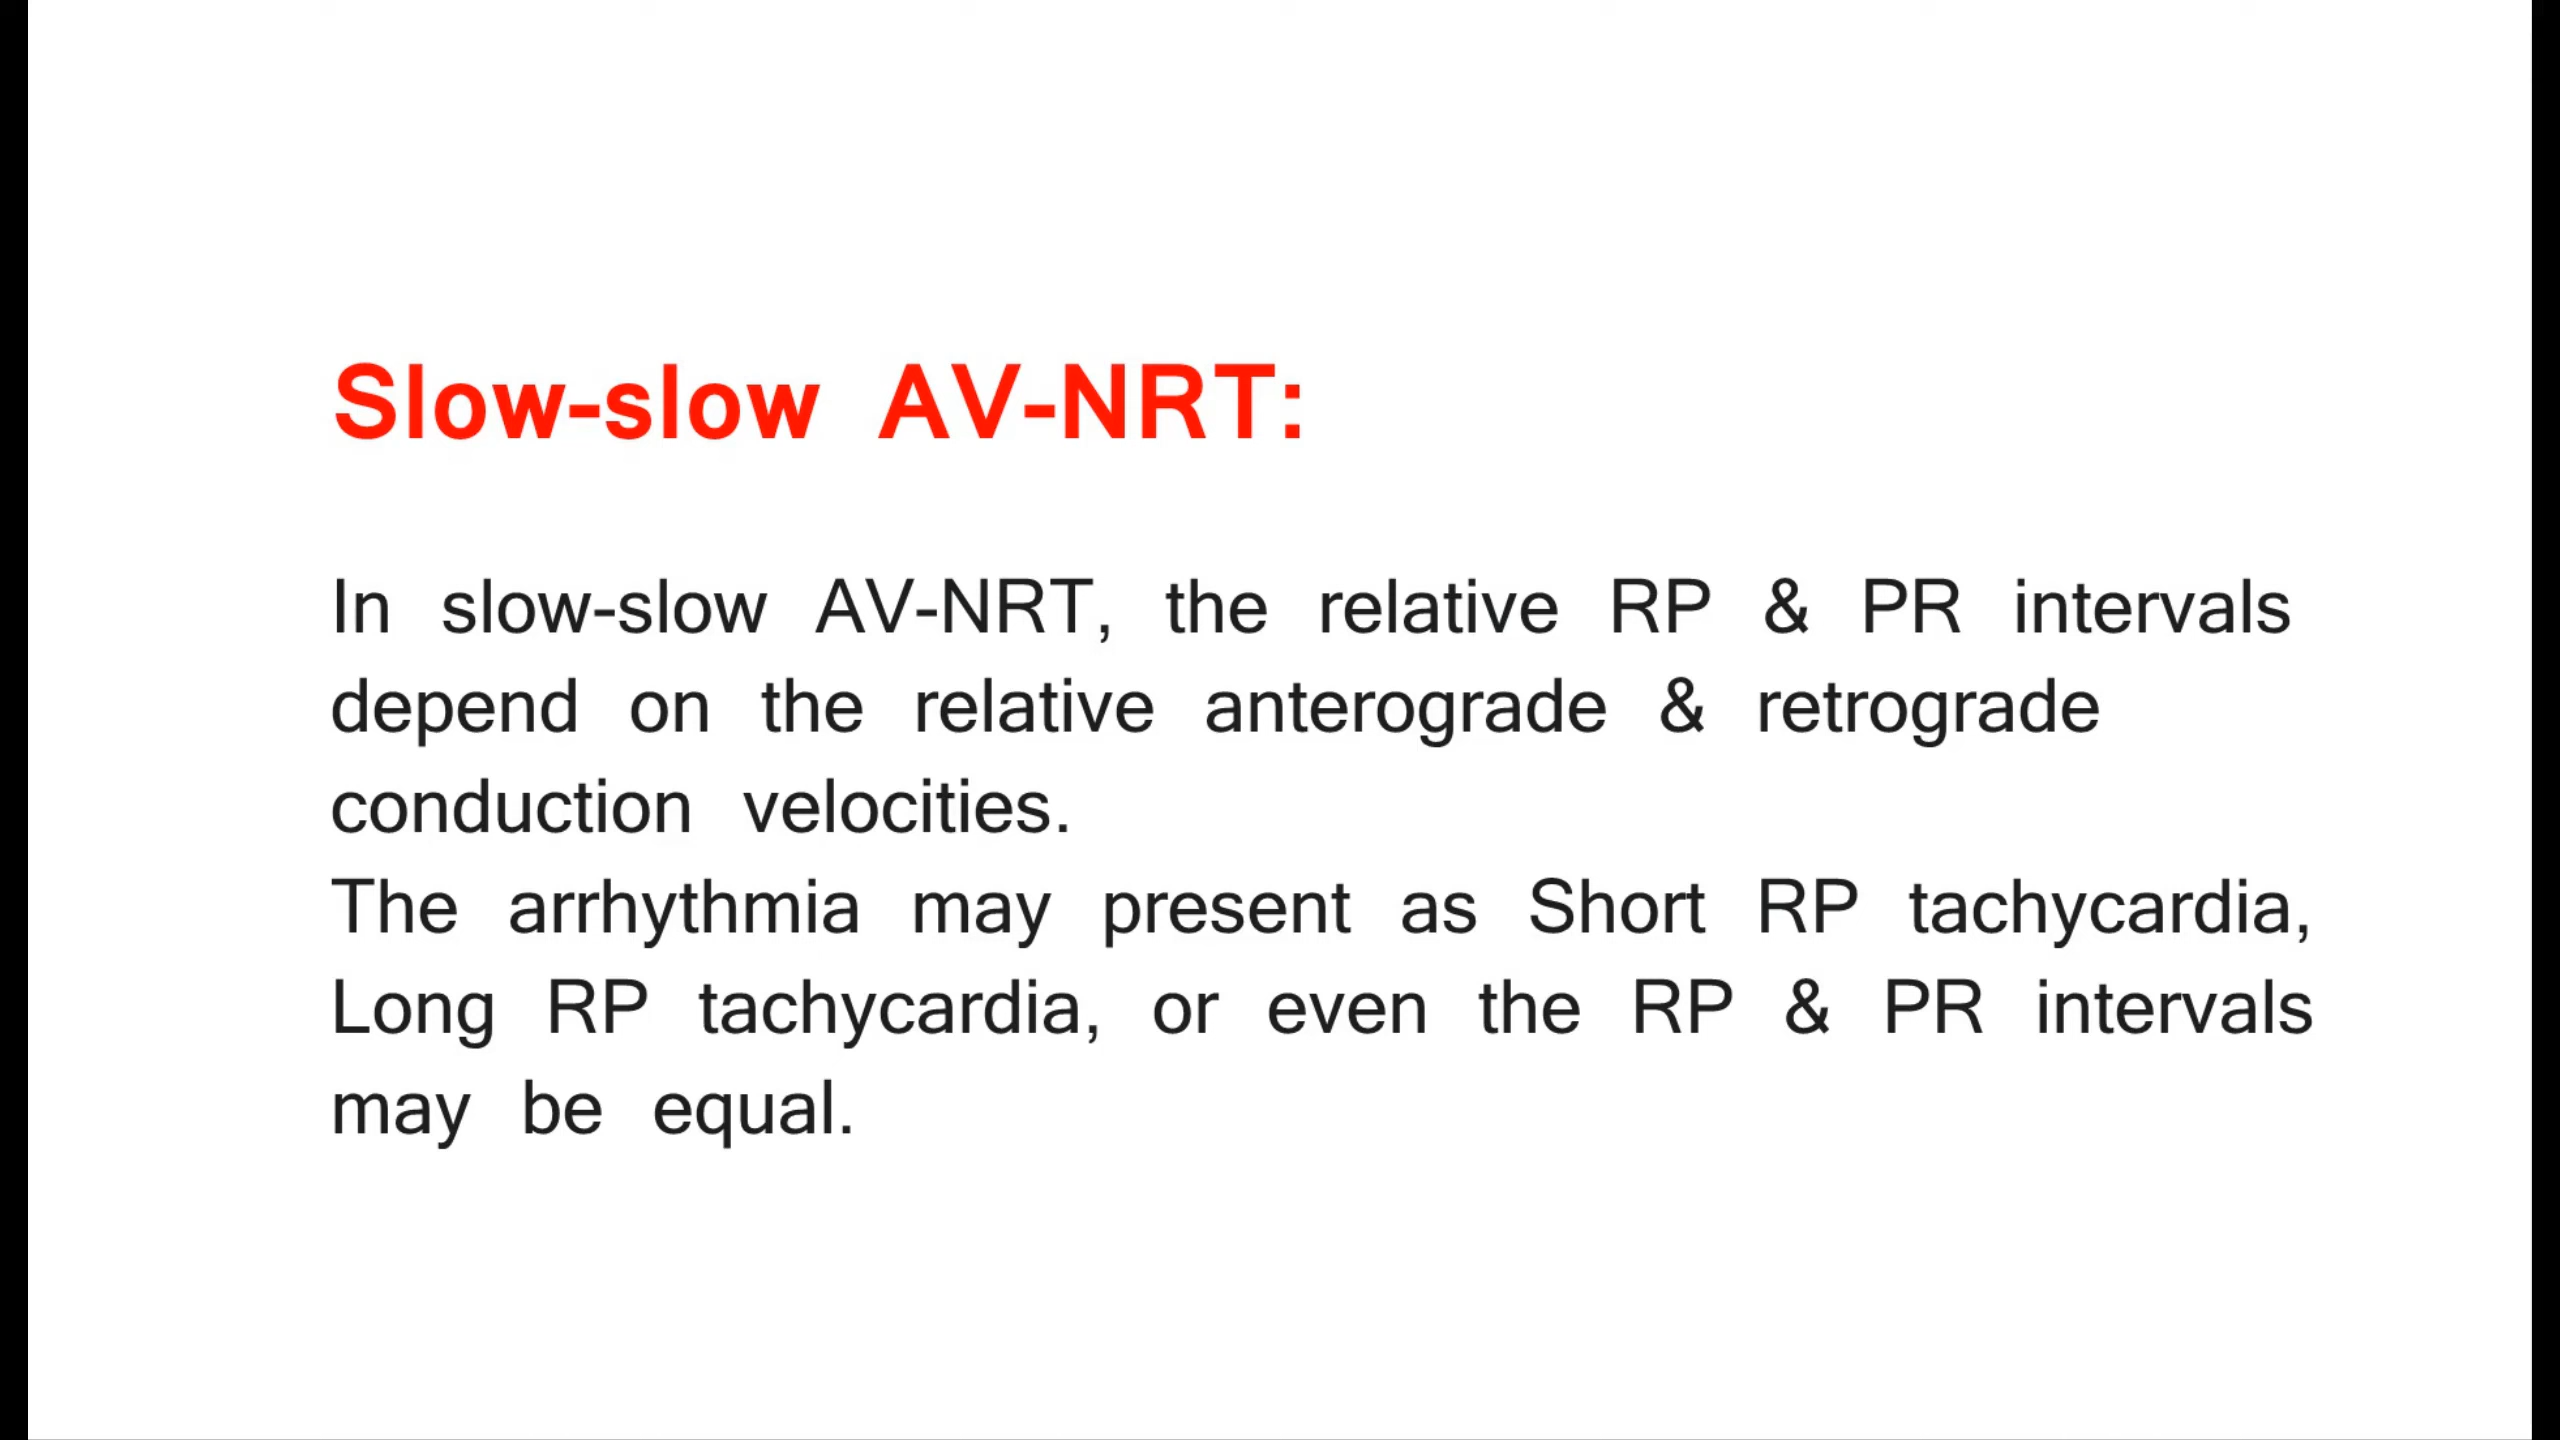 Slow-slow AV-NRT:
In slow-slow AV-NRT, the relative RP & PR intervals
depend on the relative anterograde & retrograde
conduction velocities.
The arrhythmia may present as Short RP tachycardia,
Long RP tachycardia, or even the RP & PR intervals
may be equal.